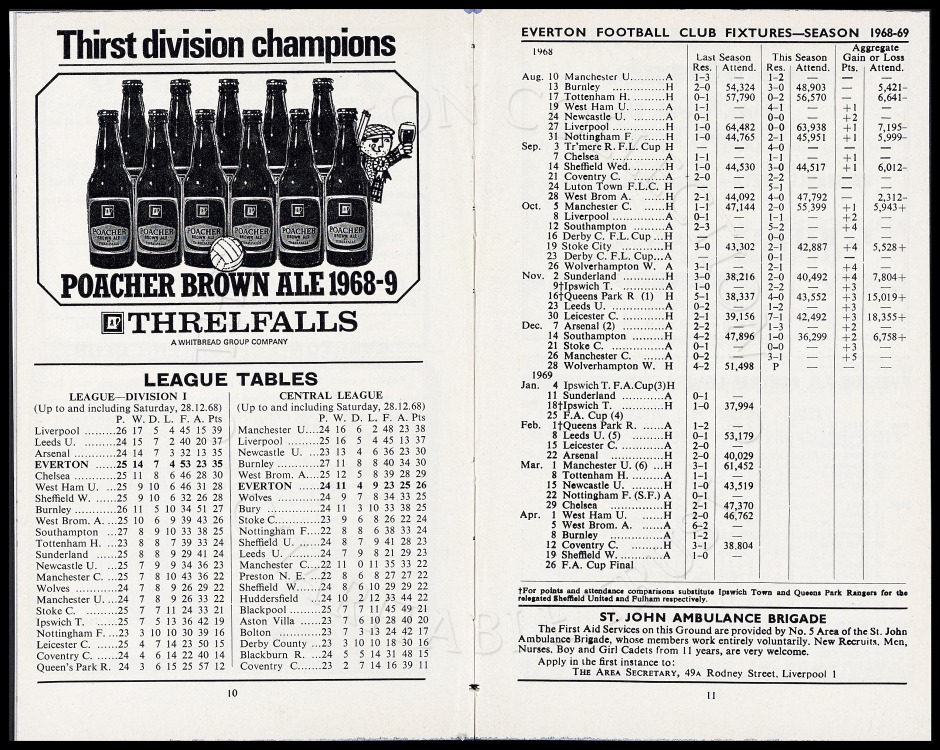 Thirst division champions
POACHER BROWN ALE
POACHER BROWN ALE
POACHER BROWN ALE
POACHER BROWN ALE
POACHER BROWN ALE
POACHER BROWN ALE
POACHER BROWN ALE 1968-9
THRELFALLS
A WHITBREAD GROUP COMPANY
LEAGUE TABLES
LEAGUE—DIVISION I
(Up to and including Saturday, 28.12.68)
P. W. D. L. F. A. Pts
Liverpool ..........26 17 5 4 45 15 39
Leeds U. ..........24 15 7 2 40 20 37
Arsenal ............24 14 7 3 32 13 35
EVERTON ......25 14 7 4 53 23 35
Chelsea ............25 11 8 6 46 28 30
West Ham U. ...25 9 10 6 46 31 28
Sheffield W. ......25 9 10 6 32 26 28
Burnley ............26 11 5 10 34 51 27
West Brom. A. ...25 10 6 9 39 43 26
Southampton ...27 8 9 10 33 38 25
Tottenham H. ...23 8 8 7 39 33 24
Sunderland ......25 8 8 9 29 41 24
Newcastle U. ...25 7 9 9 34 36 23
Manchester C. ...25 7 8 10 43 36 22
Wolves ............24 7 8 9 26 29 22
Manchester U. ...24 7 8 9 26 33 22
Stoke C. ..........25 7 7 11 24 33 21
Ipswich T. ......25 7 5 13 36 42 19
Nottingham F. ...23 3 10 10 30 39 16
Leicester C. ......25 4 7 14 23 50 15
Coventry C. ......24 4 6 14 22 40 14
Queen's Park R. 24 3 6 15 25 57 12
CENTRAL LEAGUE
(Up to and including Saturday, 28.12.68)
P. W. D. L. F. A. Pts
Manchester U....24 16 6 2 48 23 38
Liverpool .........25 16 5 4 45 13 37
Newcastle U. ...23 13 4 6 36 23 30
Burnley ............27 11 8 8 40 34 30
West Brom. A....25 12 5 8 39 28 29
EVERTON ......24 11 4 9 23 25 26
Wolves ............24 9 7 8 34 33 25
Bury ...............24 11 3 10 33 38 25
Stoke C. ..........23 9 6 8 26 22 24
Nottingham F....22 8 8 6 38 33 24
Sheffield U. ......24 8 7 9 41 28 23
Leeds U. .........24 7 9 8 21 29 23
Manchester C....22 11 0 11 35 33 22
Preston N. E. ...22 8 6 8 27 27 22
Sheffield W.......24 8 6 10 29 29 22
Huddersfield ...24 10 2 12 33 44 22
Blackpool .........25 7 7 11 45 49 21
Aston Villa ......23 7 6 10 28 40 20
Bolton ............23 7 3 13 24 42 17
Derby County ...23 3 10 10 18 30 16
Blackburn R. ...24 5 5 14 31 48 15
Coventry C.......23 2 7 14 16 39 11
10
EVERTON FOOTBALL CLUB FIXTURES—SEASON 1968-69
1968 Last Season This Season Aggregate Gain or Loss
Res. Attend. Res. Attend. Pts. Attend.
Aug. 10 Manchester U..........A 1–3 — 1–2 — — —
13 Burnley ............H 2–0 54,324 3–0 48,903 — 5,421–
17 Tottenham H. .........H 0–1 57,790 0–2 56,570 — 6,641–
19 West Ham U. .........A 1–1 — 4–1 — +1 —
24 Newcastle U. .........A 0–1 — 0–0 — +2 —
27 Liverpool ............H 1–0 64,482 0–0 63,938 +1 7,195–
31 Nottingham F. ......H 1–0 44,765 2–1 45,951 +1 5,999–
Sep. 3 Tr'mere R. F.L. Cup H — — 4–0 — — —
7 Chelsea ...............A 1–1 — 1–1 — +1 —
14 Sheffield Wed. .........H 1–0 44,530 3–0 44,517 +1 6,012–
21 Coventry C. .........A 2–0 — 2–2 — — —
24 Luton Town F.L.C. H — — 5–1 — — —
28 West Brom A. ......H 2–1 44,092 4–0 47,792 — 2,312–
Oct. 5 Manchester C. ......H 1–1 47,144 2–0 55,399 +1 5,943+
8 Liverpool ............A 0–1 — 1–1 — +2 —
12 Southampton .........A 2–3 — 5–2 — +4 —
16 Derby C. F.L. Cup ...H — — 0–0 — — —
19 Stoke City ............H 3–0 43,302 2–1 42,887 +4 5,528+
23 Derby C. F.L. Cup...A — — 0–1 — — —
26 Wolverhampton W. A 3–1 — 2–1 — +4 —
Nov. 2 Sunderland .........H 3–0 38,216 2–0 40,492 +4 7,804+
9†Ipswich T. ............A 1–0 — 2–2 — +3 —
16†Queens Park R (1) H 5–1 38,337 4–0 43,552 +3 15,019+
23 Leeds U. ............A 0–2 — 1–2 — +3 —
30 Leicester C. .........H 2–1 39,156 7–1 42,492 +3 18,355+
Dec. 7 Arsenal (2) .........A 2–2 — 1–3 — +2 —
14 Southampton .........H 4–2 47,896 1–0 36,299 +2 6,758+
21 Stoke C. ............A 0–1 — 0–0 — +3 —
26 Manchester C. ......A 0–2 — 3–1 — +5 —
28 Wolverhampton W. H 4–2 51,498 P — — —
1969
Jan. 4 Ipswich T. F.A.Cup(3)H
11 Sunderland .........A 0–1 —
18†Ipswich T. ............H 1–0 37,994
25 F.A. Cup (4)
Feb. 1†Queens Park R. ......A 1–2 —
8 Leeds U. (5) .........H 0–1 53,179
15 Leicester C. .........A 2–0 —
22 Arsenal ...............H 2–0 40,029
Mar. 1 Manchester U. (6) ...H 3–1 61,452
8 Tottenham H. ......A 1–1 —
15 Newcastle U. .........H 1–0 43,519
22 Nottingham F. (S.F.) A 0–1 —
29 Chelsea ...............H 2–1 47,370
Apr. 1 West Ham U. ......H 2–0 46,762
5 West Brom. A. ......A 6–2 —
8 Burnley ...............A 1–2 —
12 Coventry C. .........H 3–1 38,804
19 Sheffield W. .........A 1–0 —
26 F.A. Cup Final
†For points and attendance comparisons substitute Ipswich Town and Queens Park Rangers for the
relegated Sheffield United and Fulham respectively.
ST. JOHN AMBULANCE BRIGADE
The First Aid Services on this Ground are provided by No. 5 Area of the St. John
Ambulance Brigade, whose members work entirely voluntarily. New Recruits, Men,
Nurses, Boy and Girl Cadets from 11 years, are very welcome.
Apply in the first instance to:
THE AREA SECRETARY, 49A Rodney Street, Liverpool 1
11